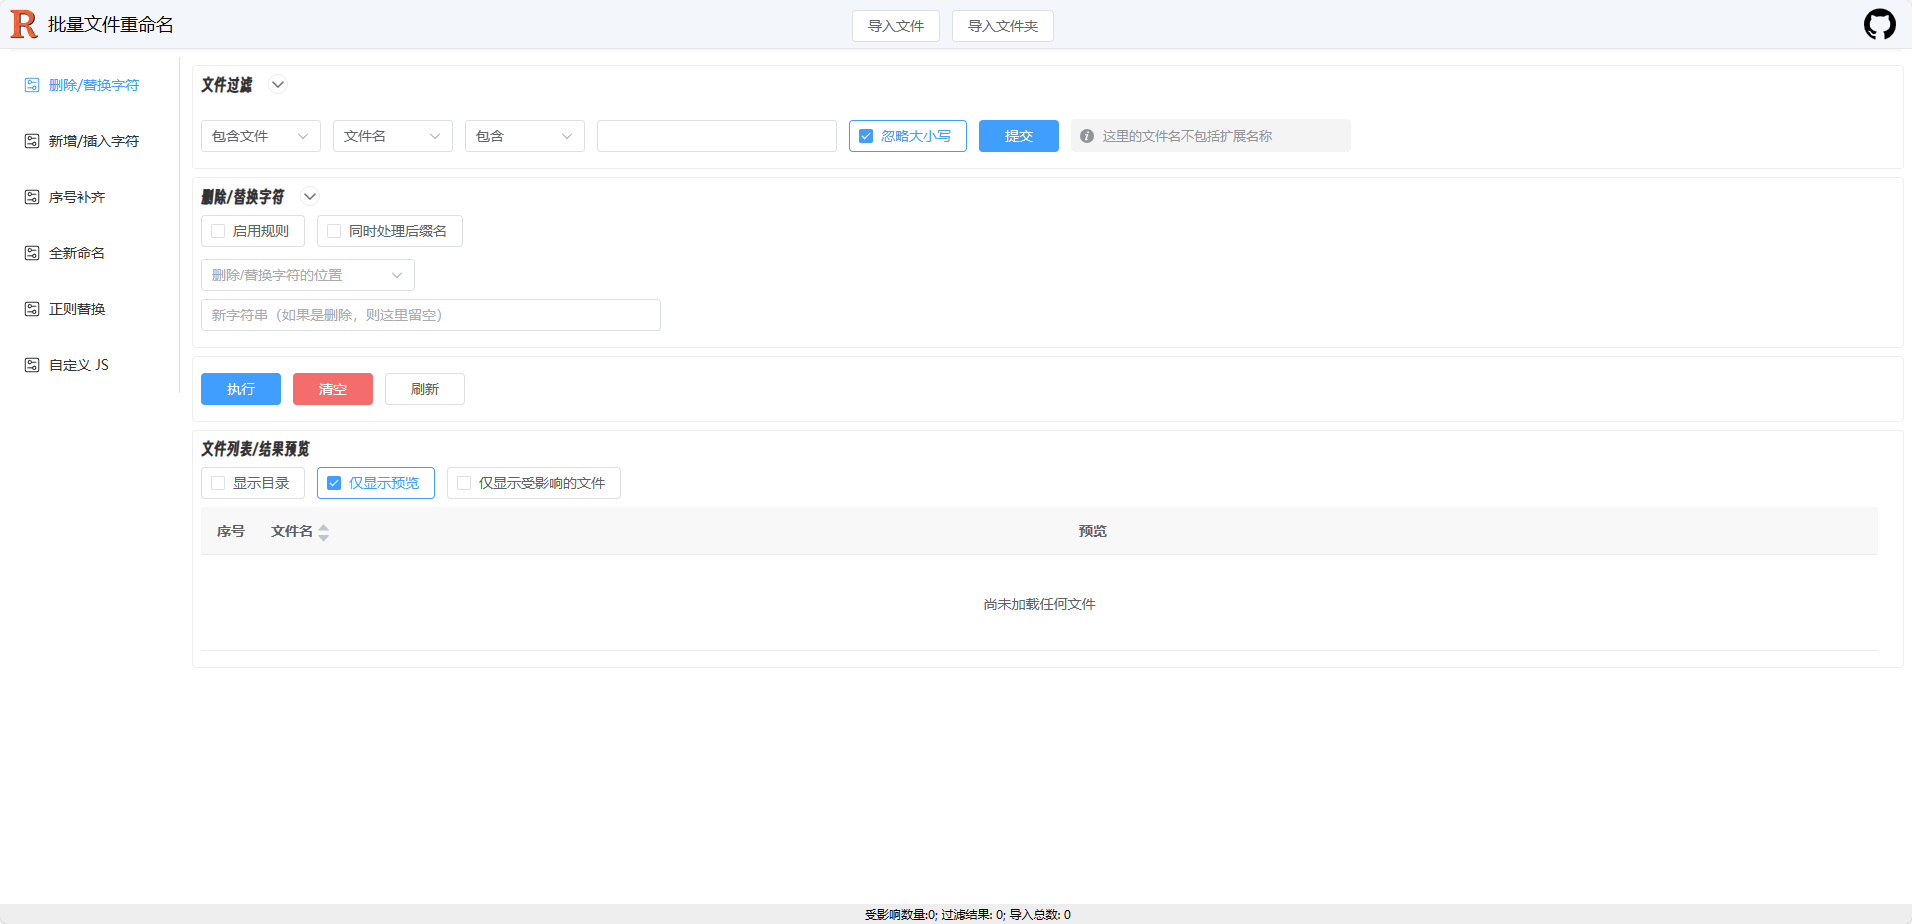 R 批量文件重命名 导入文件 导入文件夹
删除/替换字符
新增/插入字符
序号补齐
全新命名
正则替换
自定义 JS
文件过滤
包含文件 文件名 包含 忽略大小写 提交 这里的文件名不包括扩展名称
删除/替换字符
启用规则 同时处理后缀名
删除/替换字符的位置
新字符串（如果是删除，则这里留空）
执行 清空 刷新
文件列表/结果预览
显示目录 仅显示预览 仅显示受影响的文件
序号 文件名 预览
尚未加载任何文件
受影响数量:0; 过滤结果: 0; 导入总数: 0